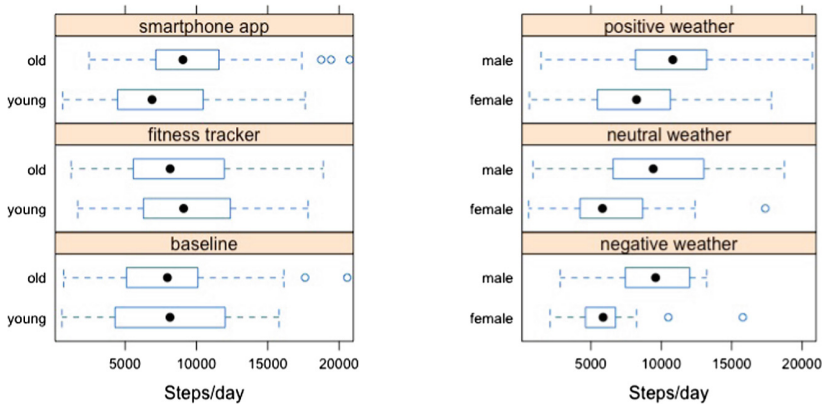 smartphone app
old
young
fitness tracker
old
young
baseline
old
young
5000 10000 15000 20000
Steps/day
positive weather
male
female
neutral weather
male
female
negative weather
male
female
5000 10000 15000 20000
Steps/day